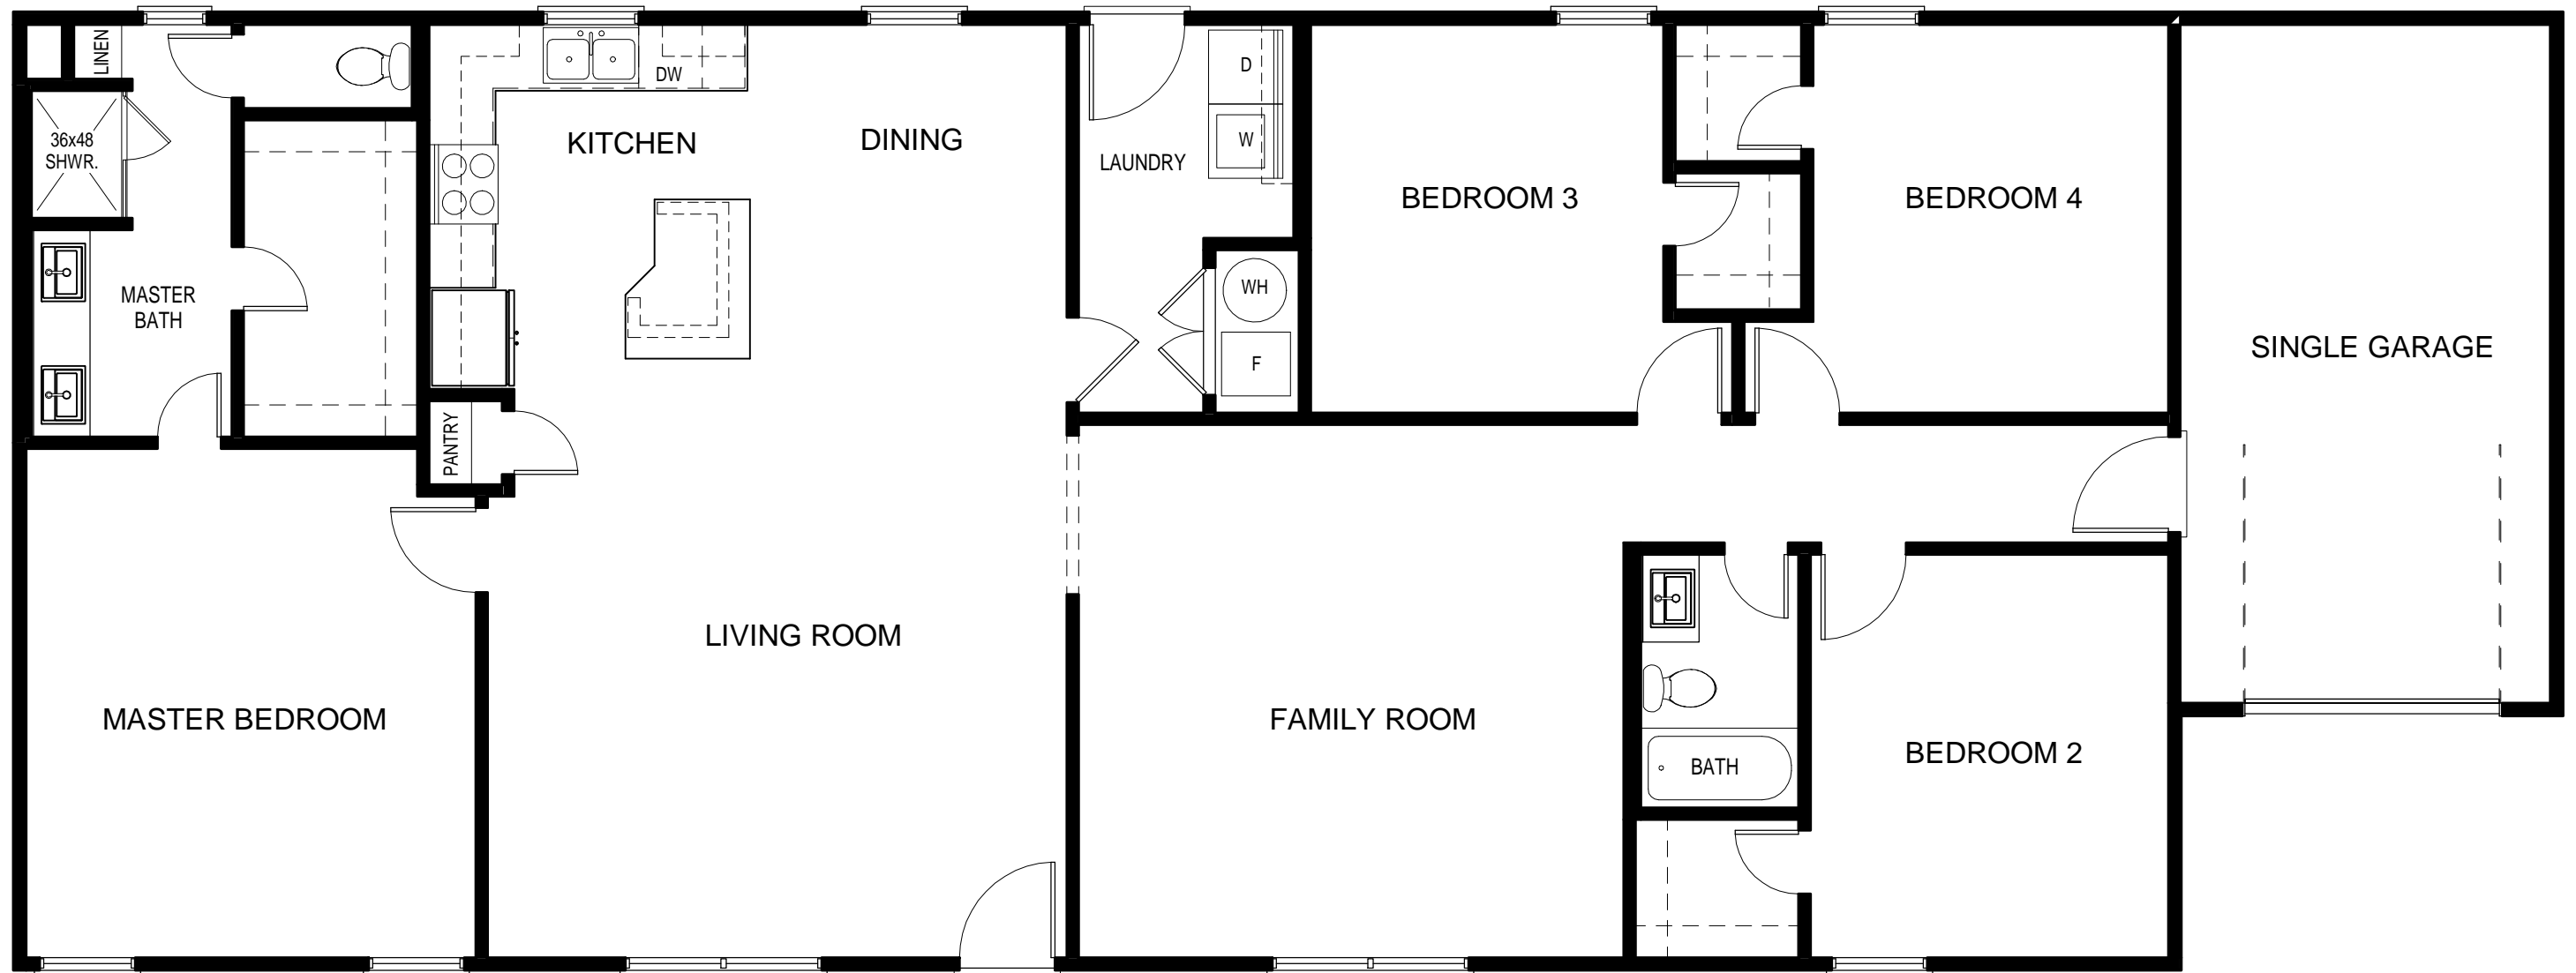 LINEN
36x48
SHWR.
MASTER
BATH
DW
KITCHEN
DINING
PANTRY
LAUNDRY
D
W
WH
F
BEDROOM 3
BEDROOM 4
SINGLE GARAGE
LIVING ROOM
MASTER BEDROOM
FAMILY ROOM
BATH
BEDROOM 2